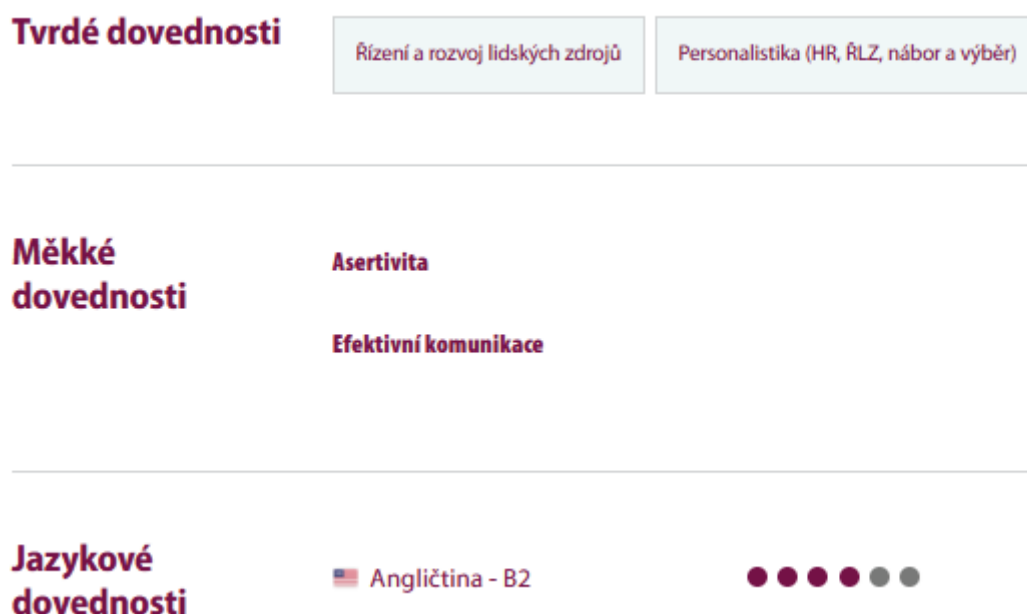 Tvrdé dovednosti
Řízení a rozvoj lidských zdrojů
Personalistika (HR, ŘLZ, nábor a výběr)
Měkké
dovednosti
Asertivita
Efektivní komunikace
Jazykové
dovednosti
Angličtina - B2